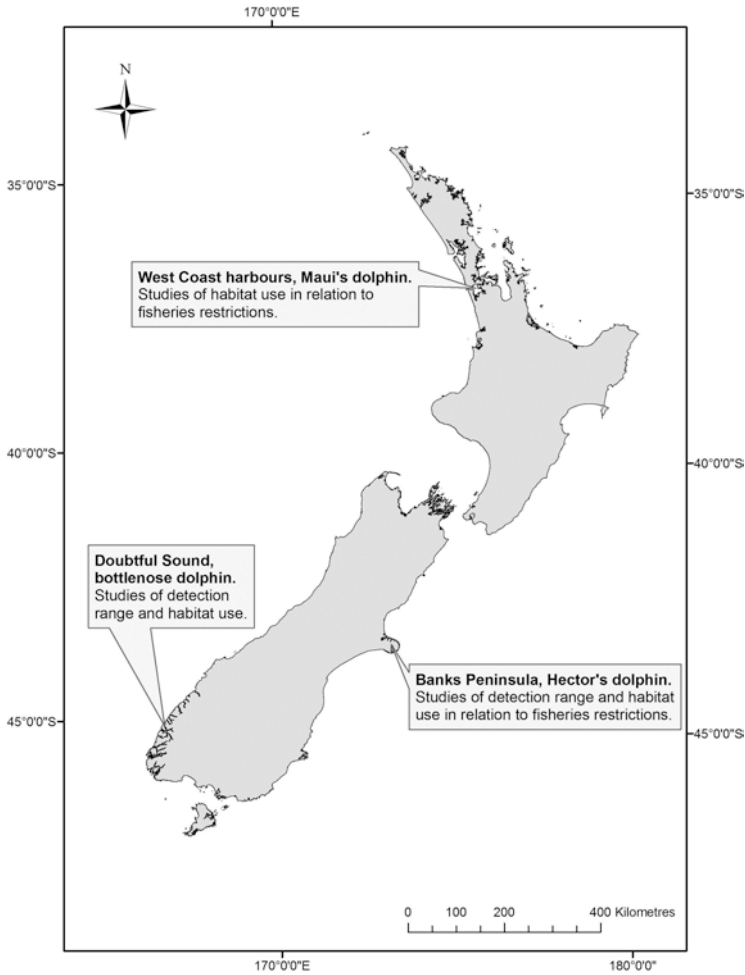 170°0'0"E
N
35°0'0"S
35°0'0"S
West Coast harbours, Maui's dolphin.
Studies of habitat use in relation to
fisheries restrictions.
40°0'0"S
40°0'0"S
Doubtful Sound,
bottlenose dolphin.
Studies of detection
range and habitat use.
Banks Peninsula, Hector's dolphin.
Studies of detection range and habitat
use in relation to fisheries restrictions.
45°0'0"S
45°0'0"S
0 100 200 400 Kilometres
170°0'0"E 180°0'0"